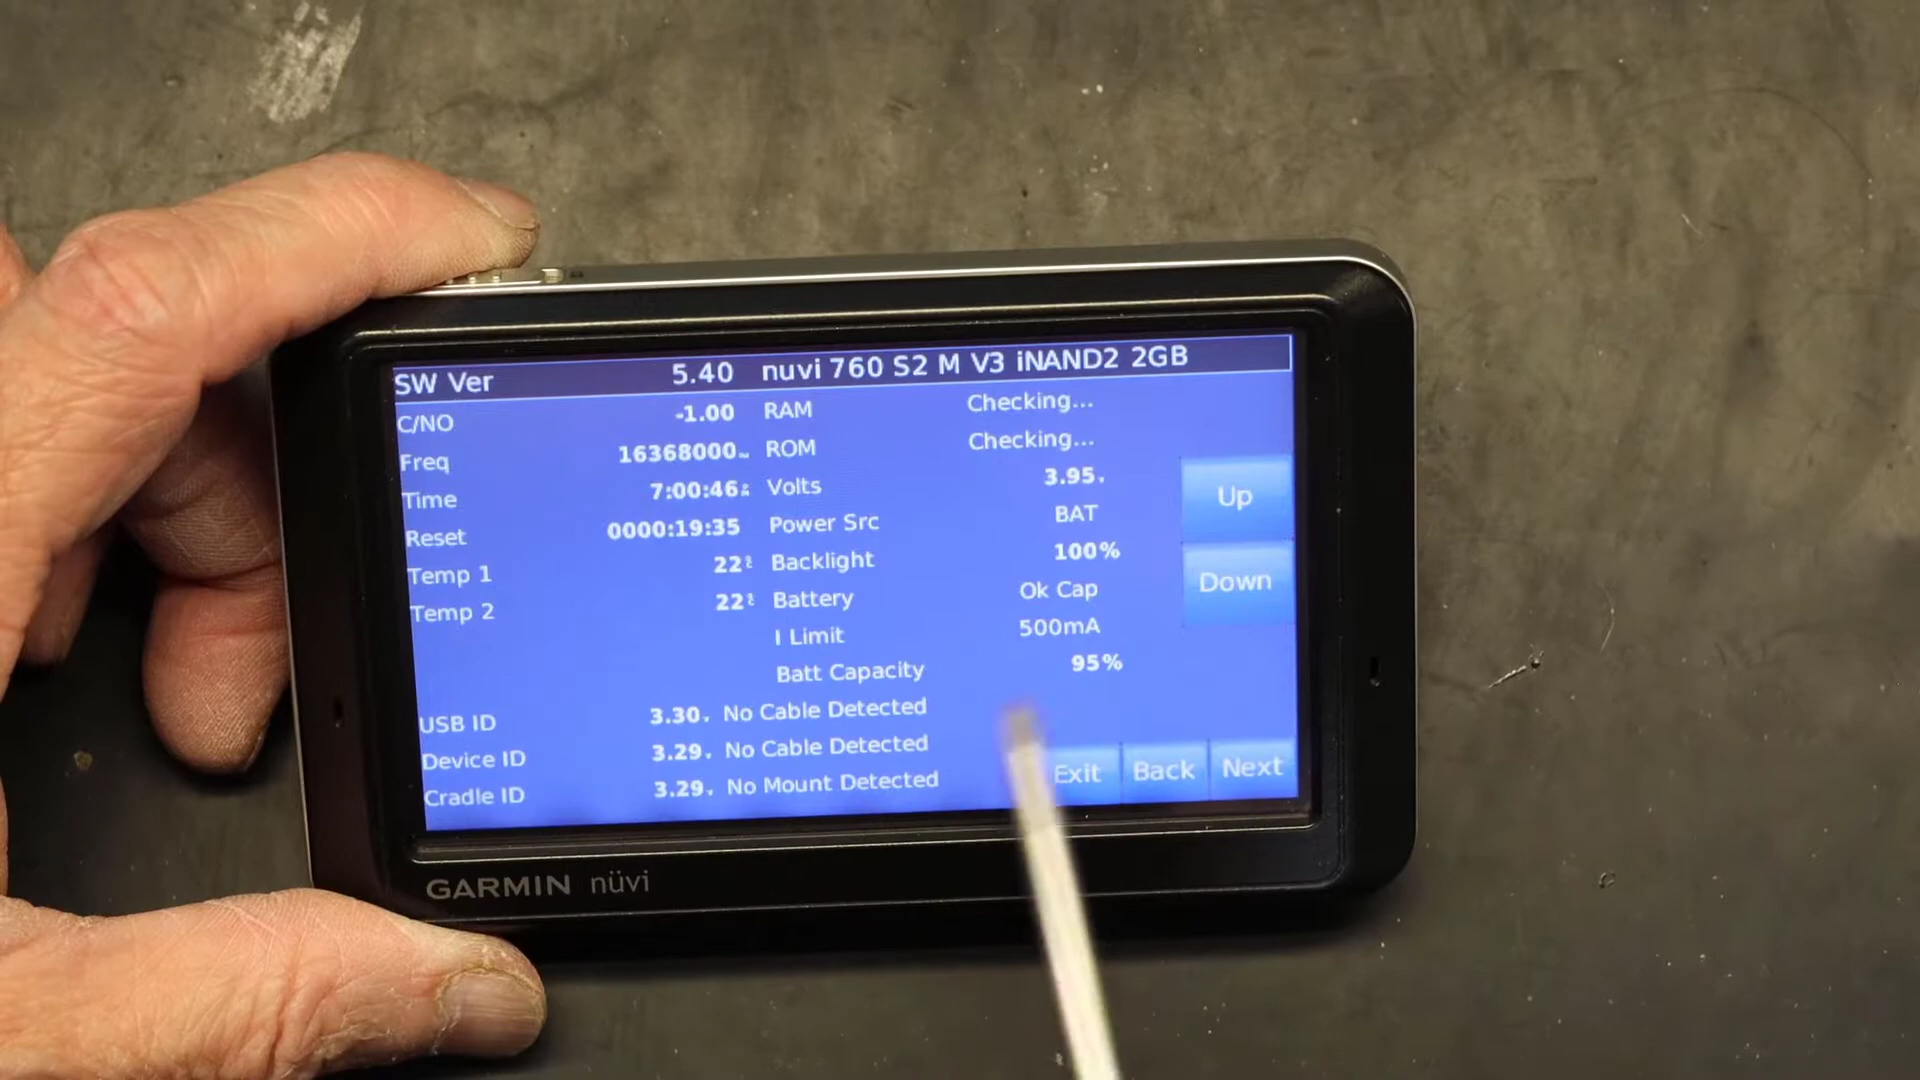 SW Ver 5.40 nuvi 760 S2 M V3 iNAND2 2GB
C/NO -1.00 RAM Checking...
Freq 16368000 ROM Checking...
Time 7:00:46 Volts 3.95
Reset 0000:19:35 Power Src BAT
Temp 1 22 Backlight 100%
Temp 2 22 Battery Ok Cap
I Limit 500mA
Batt Capacity 95%
Up
Down
USB ID 3.30 No Cable Detected
Device ID 3.29 No Cable Detected
Cradle ID 3.29 No Mount Detected
Exit Back Next
GARMIN nüvi